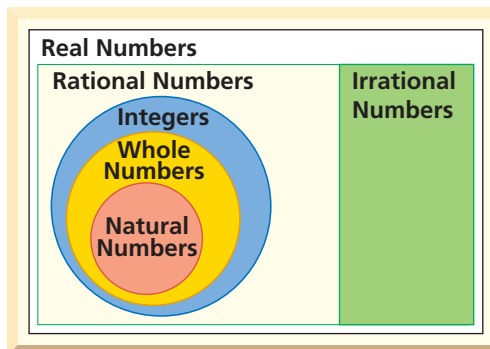 Real Numbers
Rational Numbers
Irrational
Numbers
Integers
Whole
Numbers
Natural
Numbers